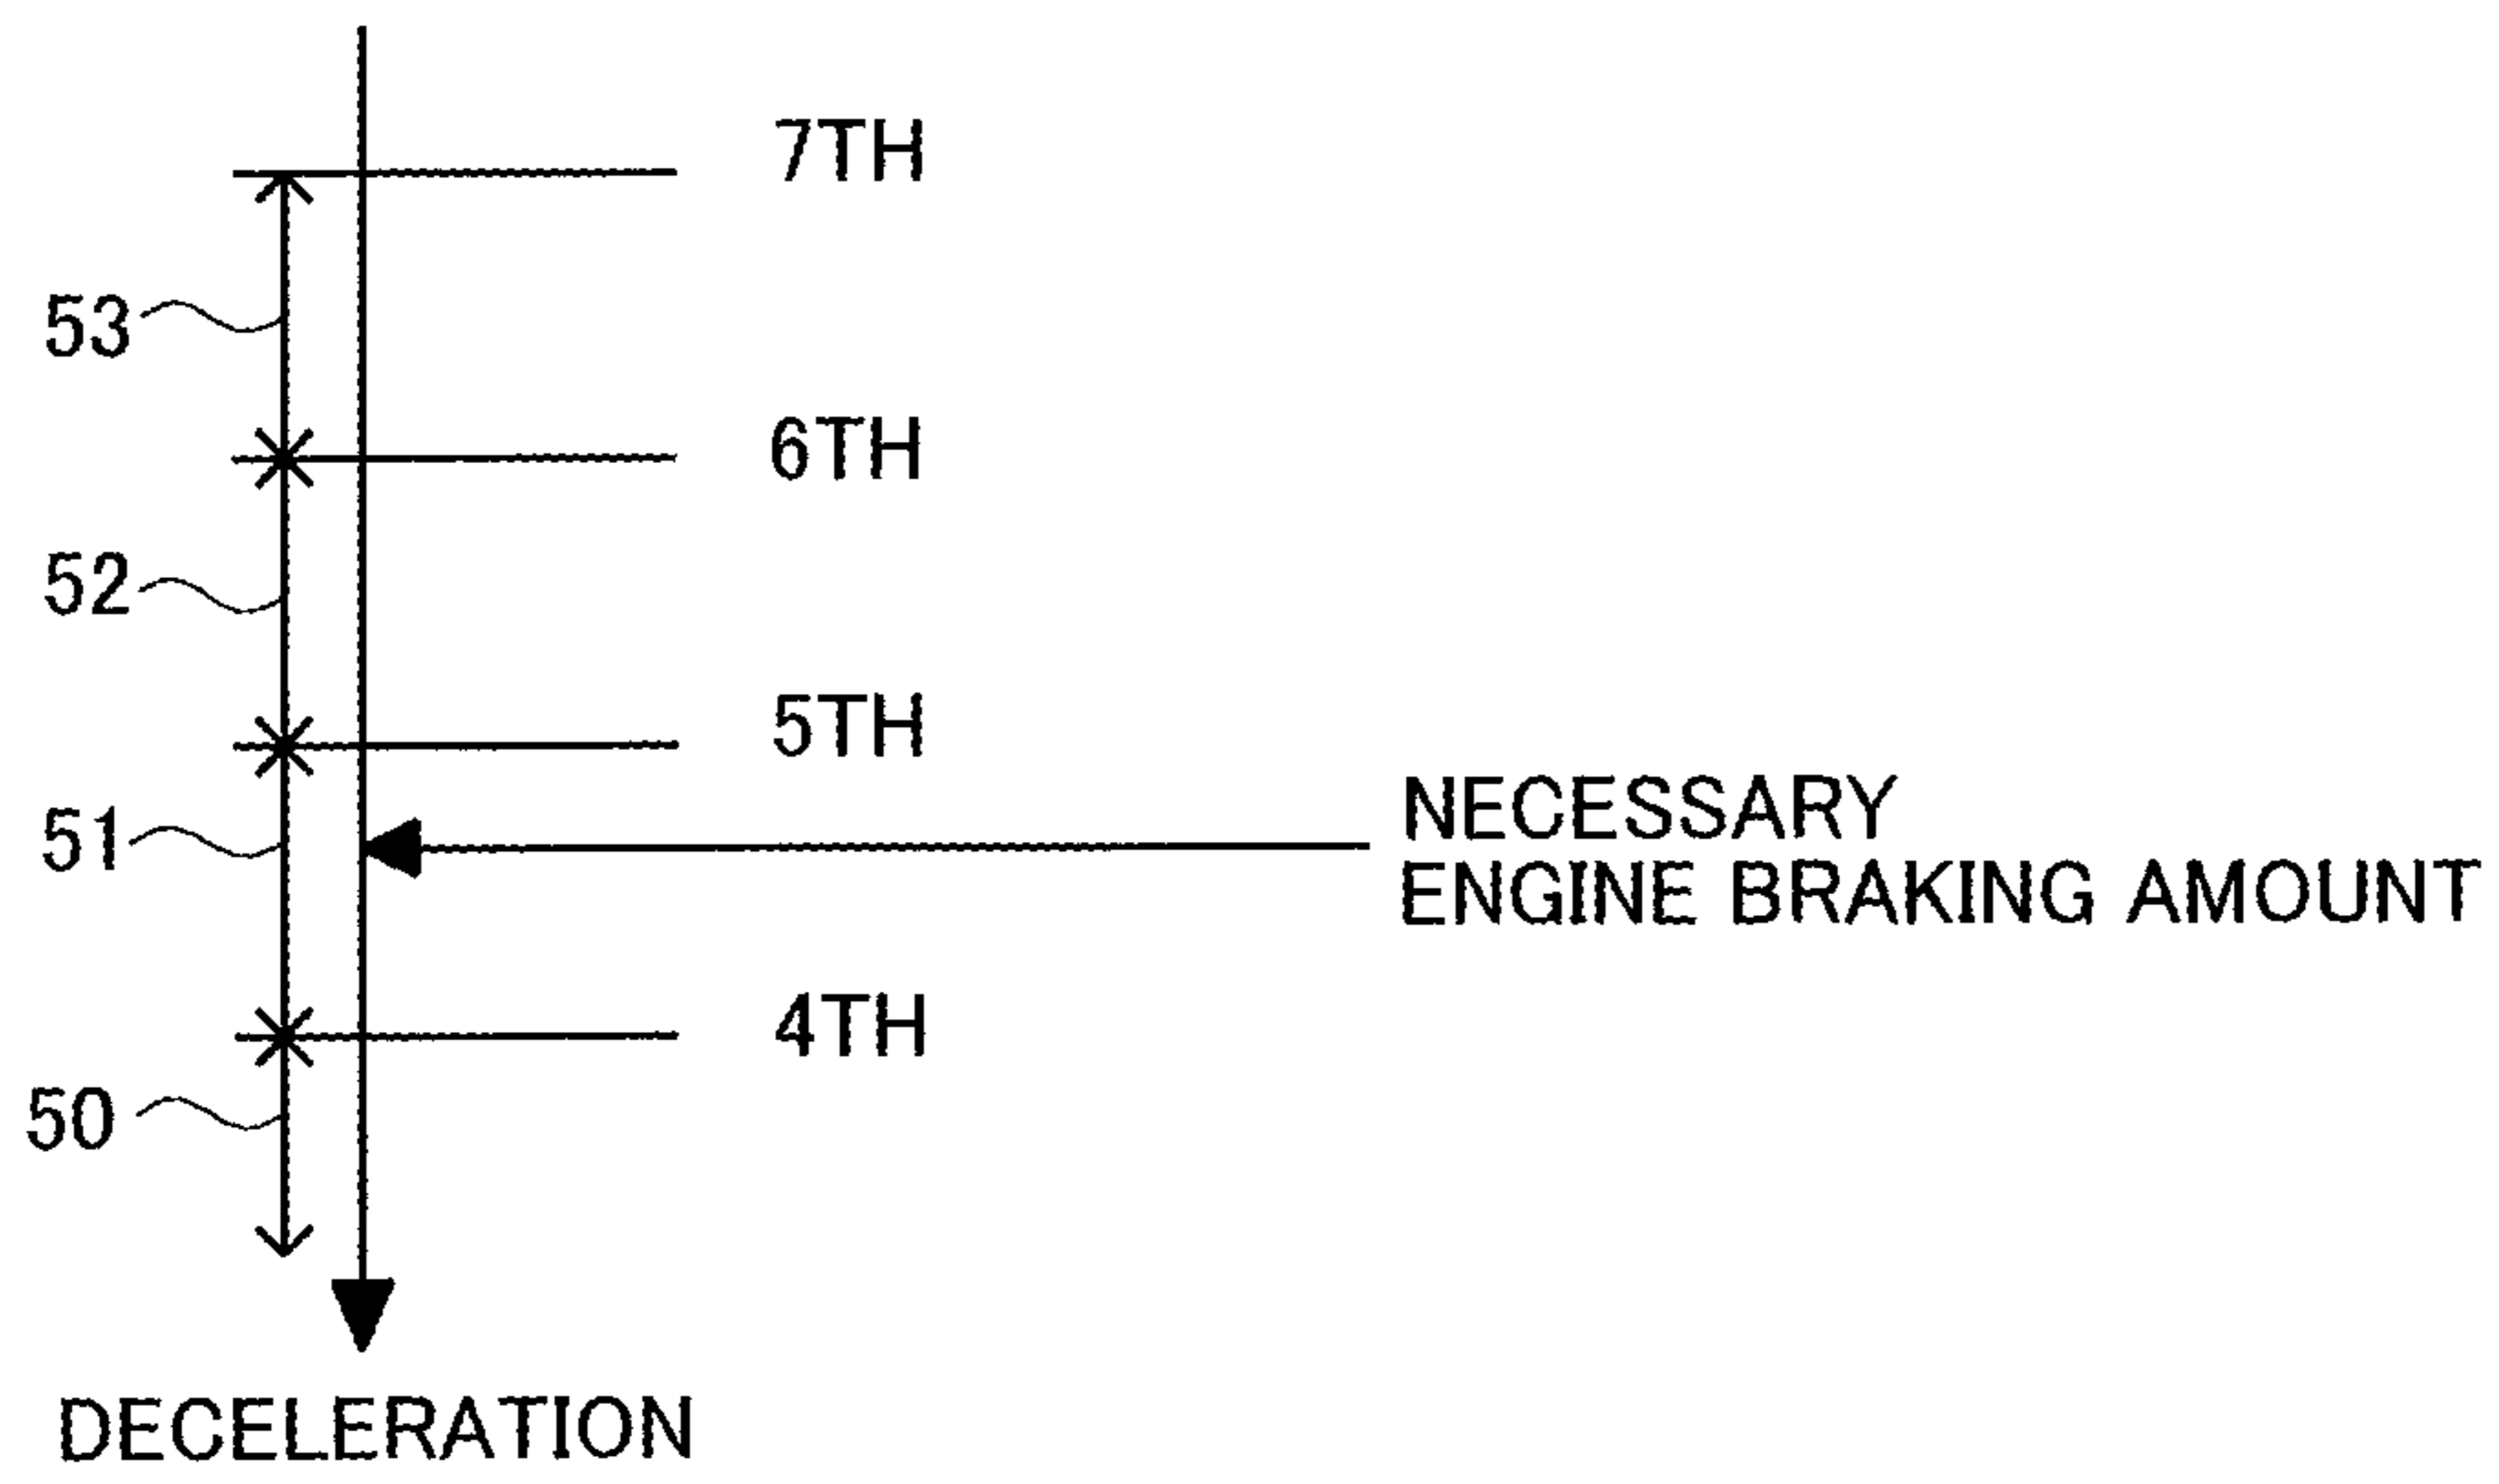 7TH
53
6TH
52
5TH
NECESSARY
51
ENGINE BRAKING AMOUNT
4TH
50
DECELERATION